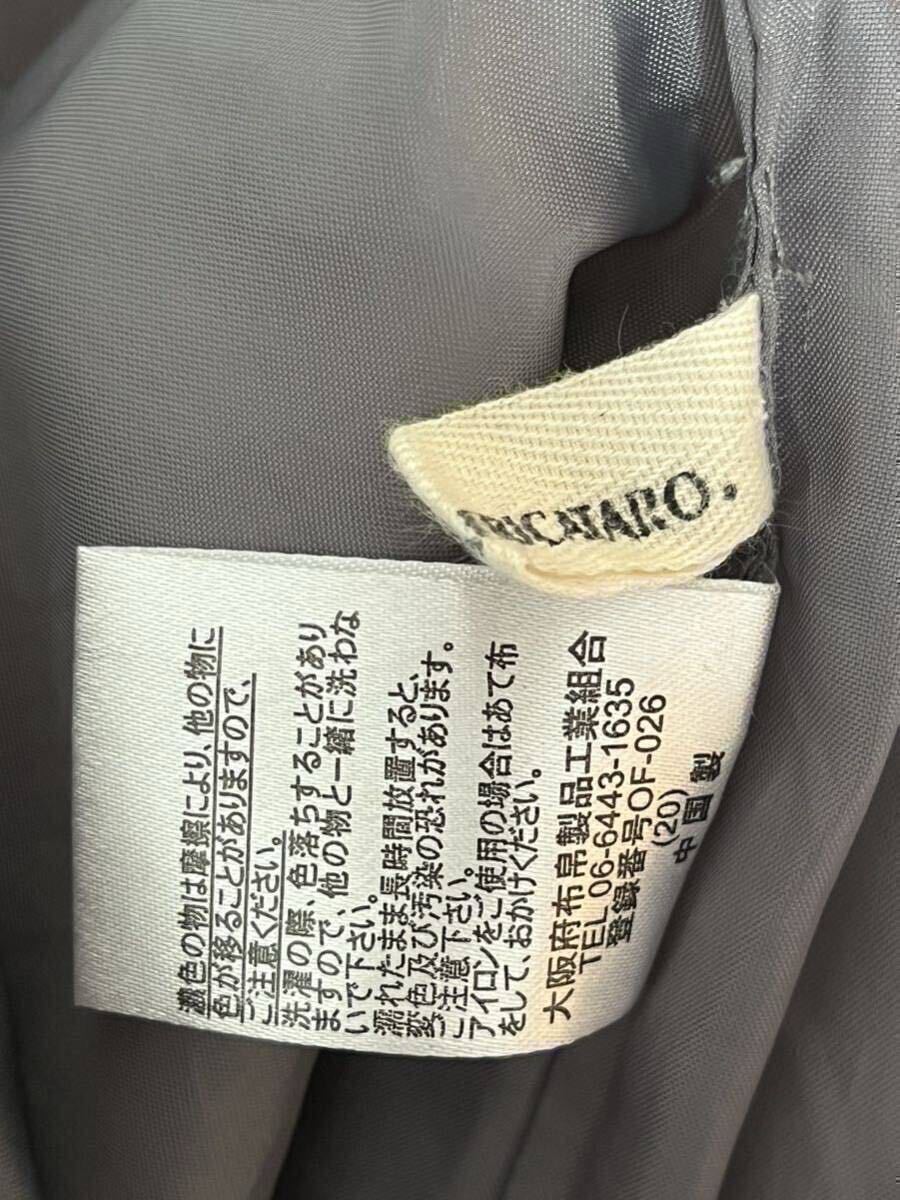 RICATARO.
濃色の物は摩擦により、他の物に
色が移ることがありますので、
ご注意ください。
洗濯の際、色落ちすることがあり
ますので、他の物と一緒に洗わな
いで下さい。
濡れたまま長時間放置すると、
変色及び汚染の恐れがあります。
ご注意下さい。
アイロンをご使用の場合はあて布
をして、おかけください。
大阪府布帛製品工業組合
TEL 06-6443-1635
登録番号OF-026
(20)
中国製